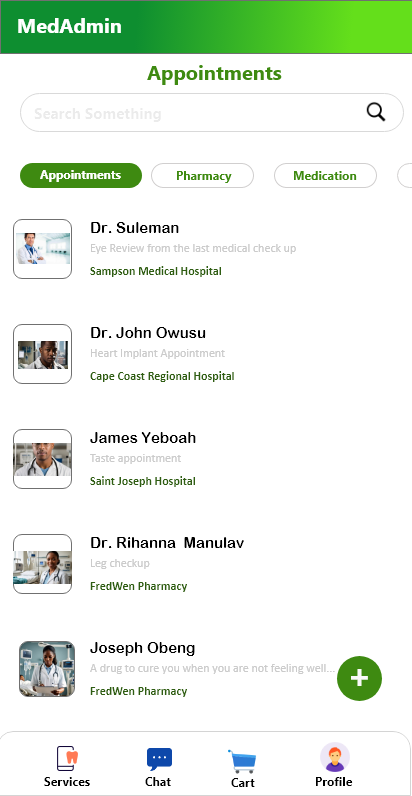 MedAdmin
Appointments
Search Something
Appointments Pharmacy Medication
Dr. Suleman
Eye Review from the last medical check up
Sampson Medical Hospital
Dr. John Owusu
Heart Implant Appointment
Cape Coast Regional Hospital
James Yeboah
Taste appointment
Saint Joseph Hospital
Dr. Rihanna Manulav
Leg checkup
FredWen Pharmacy
Joseph Obeng
A drug to cure you when you are not feeling well...
FredWen Pharmacy
+
Services Chat Cart Profile